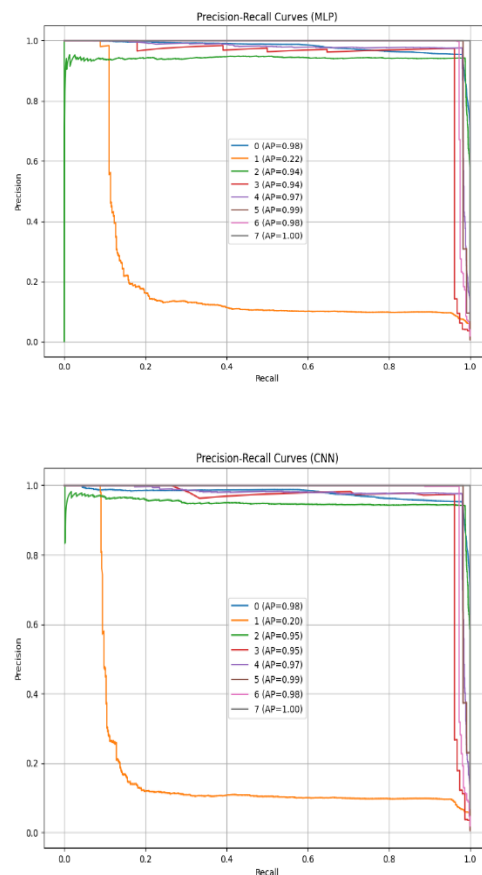 Precision-Recall Curves (MLP)
1.0
0.8
0.6
0.4
0.2
0.0
Precision
0 (AP=0.98)
1 (AP=0.22)
2 (AP=0.94)
3 (AP=0.94)
4 (AP=0.97)
5 (AP=0.99)
6 (AP=0.98)
7 (AP=1.00)
0.0 0.2 0.4 0.6 0.8 1.0
Recall
Precision-Recall Curves (CNN)
1.0
0.8
0.6
0.4
0.2
0.0
Precision
0 (AP=0.98)
1 (AP=0.20)
2 (AP=0.95)
3 (AP=0.95)
4 (AP=0.97)
5 (AP=0.99)
6 (AP=0.98)
7 (AP=1.00)
0.0 0.2 0.4 0.6 0.8 1.0
Recall